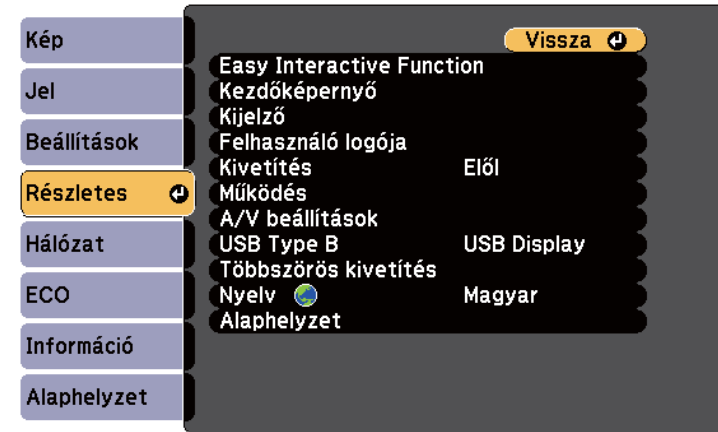 Kép
Jel
Beállítások
Részletes
Hálózat
ECO
Információ
Alaphelyzet
Vissza
Easy Interactive Function
Kezdőképernyő
Kijelző
Felhasználó logója
Kivetítés Elől
Működés
A/V beállítások
USB Type B USB Display
Többszörös kivetítés
Nyelv Magyar
Alaphelyzet